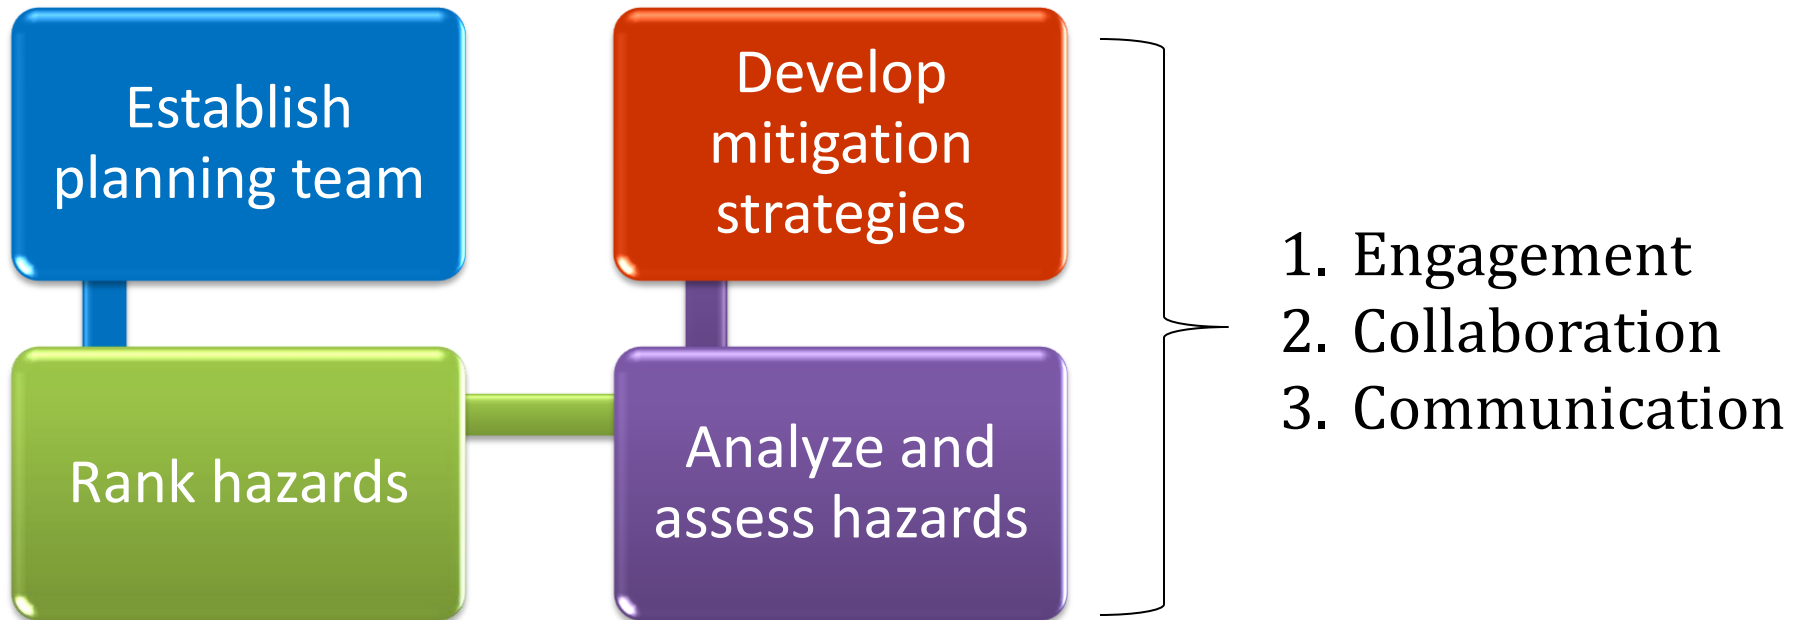 Establish
planning team
Rank hazards
Analyze and
assess hazards
Develop
mitigation
strategies
1. Engagement
2. Collaboration
3. Communication